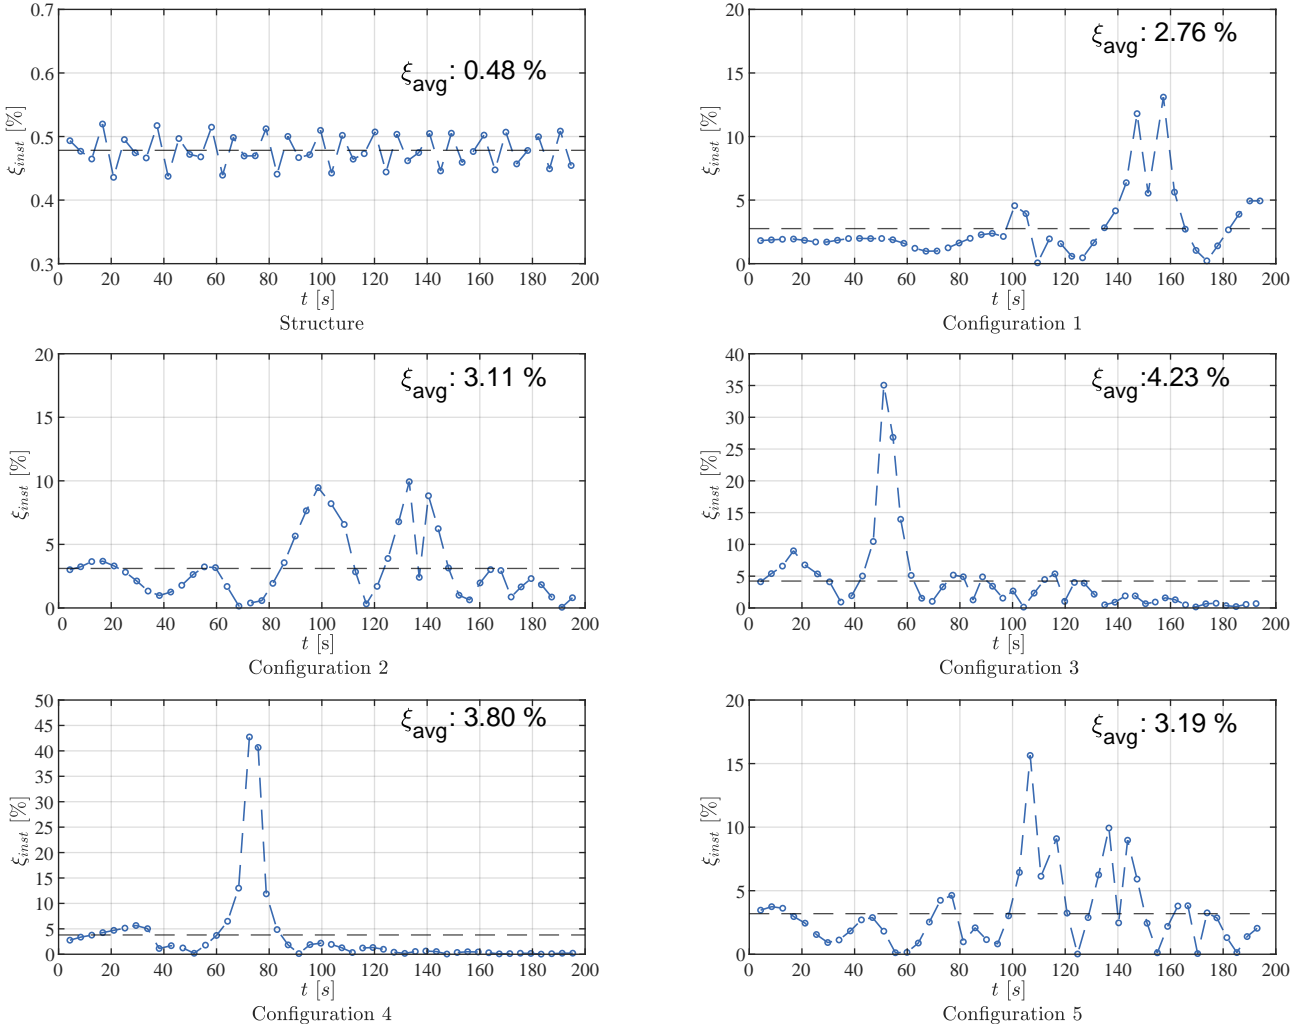 0.7
0.6
0.5
0.4
0.3
ξinst [%]
ξavg: 0.48 %
0 20 40 60 80 100 120 140 160 180 200
t [s]
Structure
20
15
10
5
0
ξinst [%]
ξavg: 2.76 %
0 20 40 60 80 100 120 140 160 180 200
t [s]
Configuration 1
20
15
10
5
0
ξinst [%]
ξavg: 3.11 %
0 20 40 60 80 100 120 140 160 180 200
t [s]
Configuration 2
40
35
30
25
20
15
10
5
0
ξinst [%]
ξavg:4.23 %
0 20 40 60 80 100 120 140 160 180 200
t [s]
Configuration 3
50
45
40
35
30
25
20
15
10
5
0
ξinst [%]
ξavg: 3.80 %
0 20 40 60 80 100 120 140 160 180 200
t [s]
Configuration 4
20
15
10
5
0
ξinst [%]
ξavg: 3.19 %
0 20 40 60 80 100 120 140 160 180 200
t [s]
Configuration 5